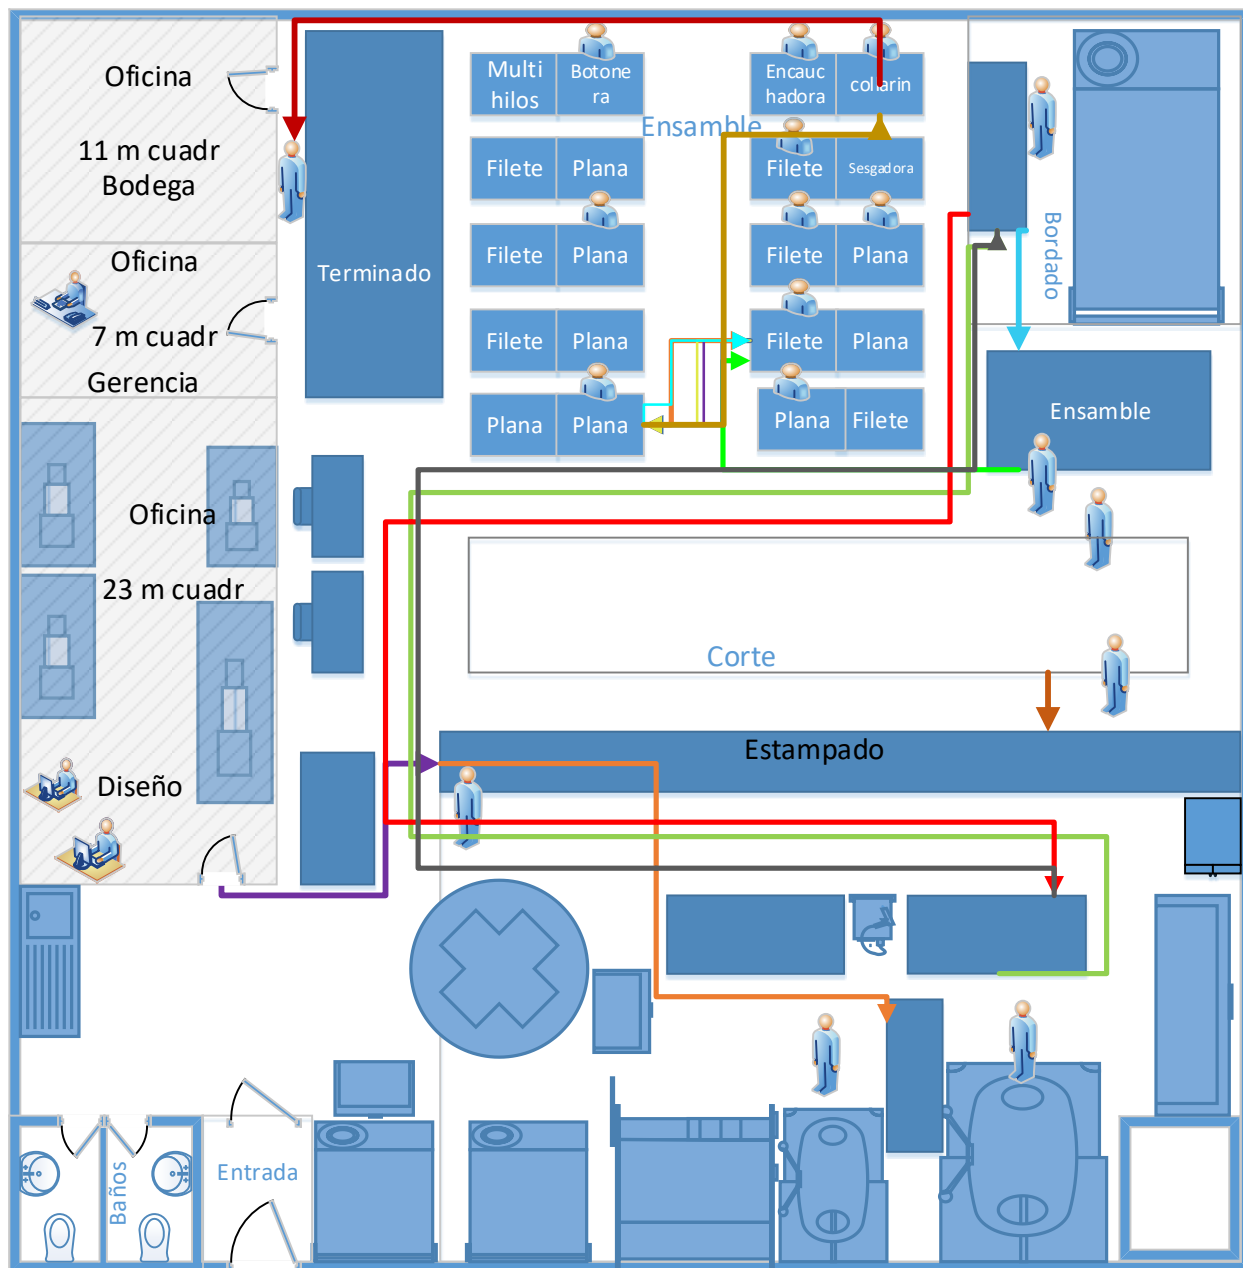 Oficina
11 m cuadr
Bodega
Oficina
7 m cuadr
Gerencia
Oficina
23 m cuadr
Diseño
Terminado
Multi
hilos
Botone
ra
Encauc
hadora
collarin
Ensamble
Filete
Plana
Filete
Sesgadora
Filete
Plana
Filete
Plana
Filete
Plana
Filete
Plana
Plana
Plana
Plana
Filete
Bordado
Ensamble
Corte
Estampado
Baños
Entrada